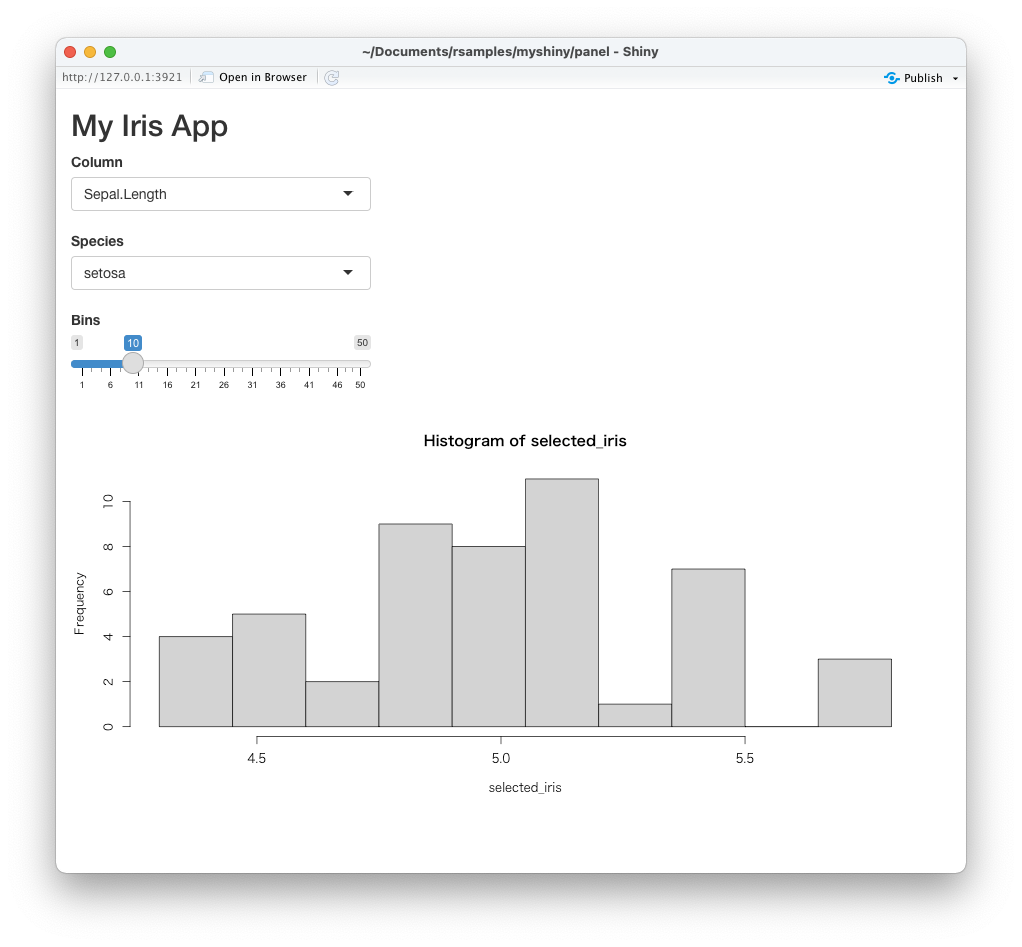 ~/Documents/rsamples/myshiny/panel - Shiny
http://127.0.0.1:3921 Open in Browser Publish
My Iris App
Column
Sepal.Length
Species
setosa
Bins
1 10 50
1 6 11 16 21 26 31 36 41 46 50
Histogram of selected_iris
Frequency
10
8
6
4
2
0
4.5 5.0 5.5
selected_iris